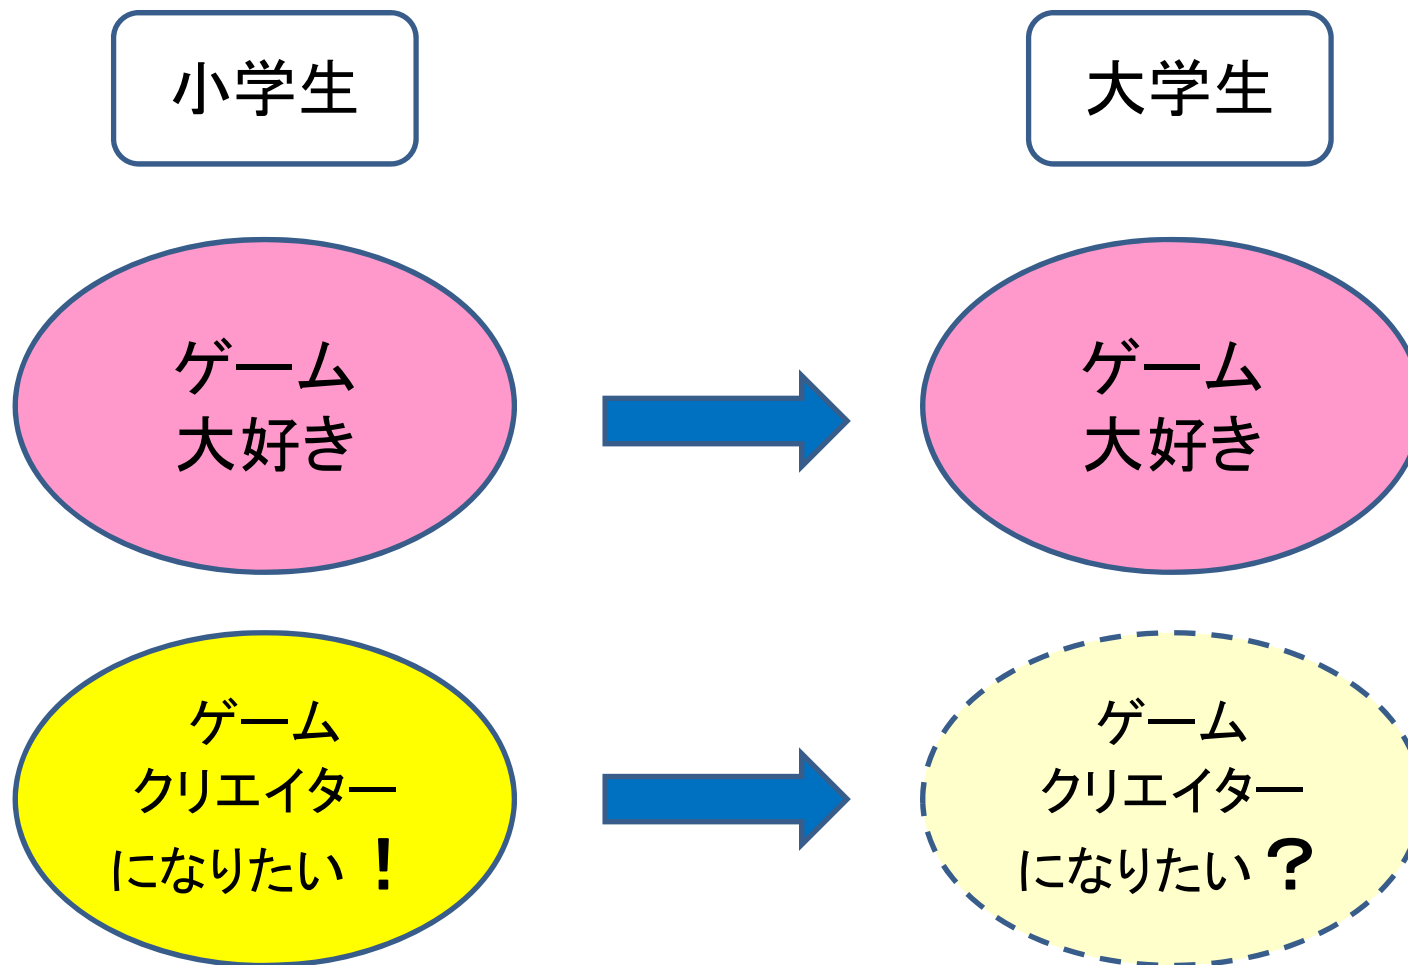 小学生
大学生
ゲーム
大好き
ゲーム
大好き
ゲーム
クリエイター
になりたい！
ゲーム
クリエイター
になりたい？